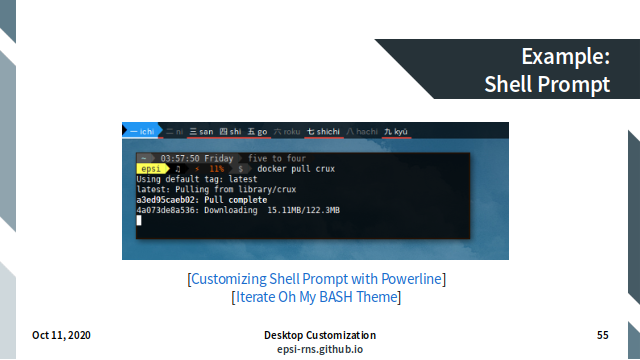 Example:
Shell Prompt
一 ichi 二 ni 三 san 四 shi 五 go 六 roku 七 shichi 八 hachi 九 kyū
~ 03:57:50 Friday five to four
epsi ♫ ⚡ 11% $ docker pull crux
Using default tag: latest
latest: Pulling from library/crux
a3ed95caeb02: Pull complete
4a073de8a536: Downloading 15.11MB/122.3MB
[Customizing Shell Prompt with Powerline]
[Iterate Oh My BASH Theme]
Oct 11, 2020 Desktop Customization 55
epsi-rns.github.io